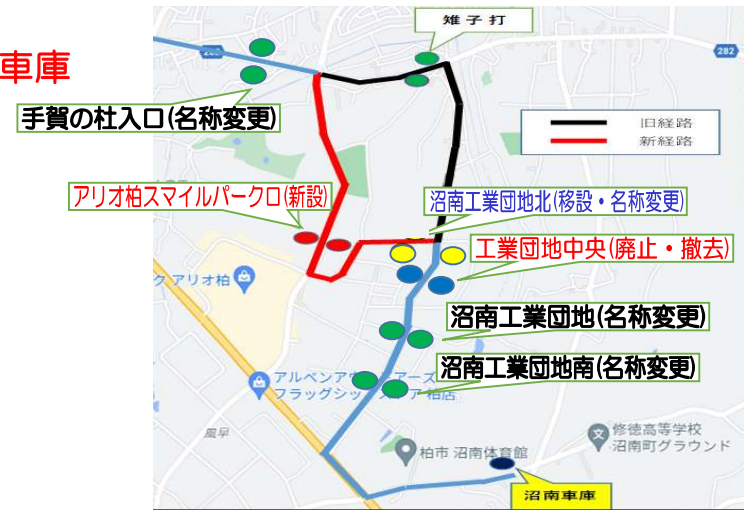 雉子打
282
車庫
手賀の杜入口(名称変更)
旧経路
新経路
アリオ柏スマイルパーク口(新設)
沼南工業団地北(移設・名称変更)
工業団地中央(廃止・撤去)
ク アリオ柏
沼南工業団地(名称変更)
沼南工業団地南(名称変更)
アルペンアウ アーズ
フラッグシッ ア 柏店
風早
修徳高等学校
沼南町グラウンド
柏市 沼南体育館
沼南車庫